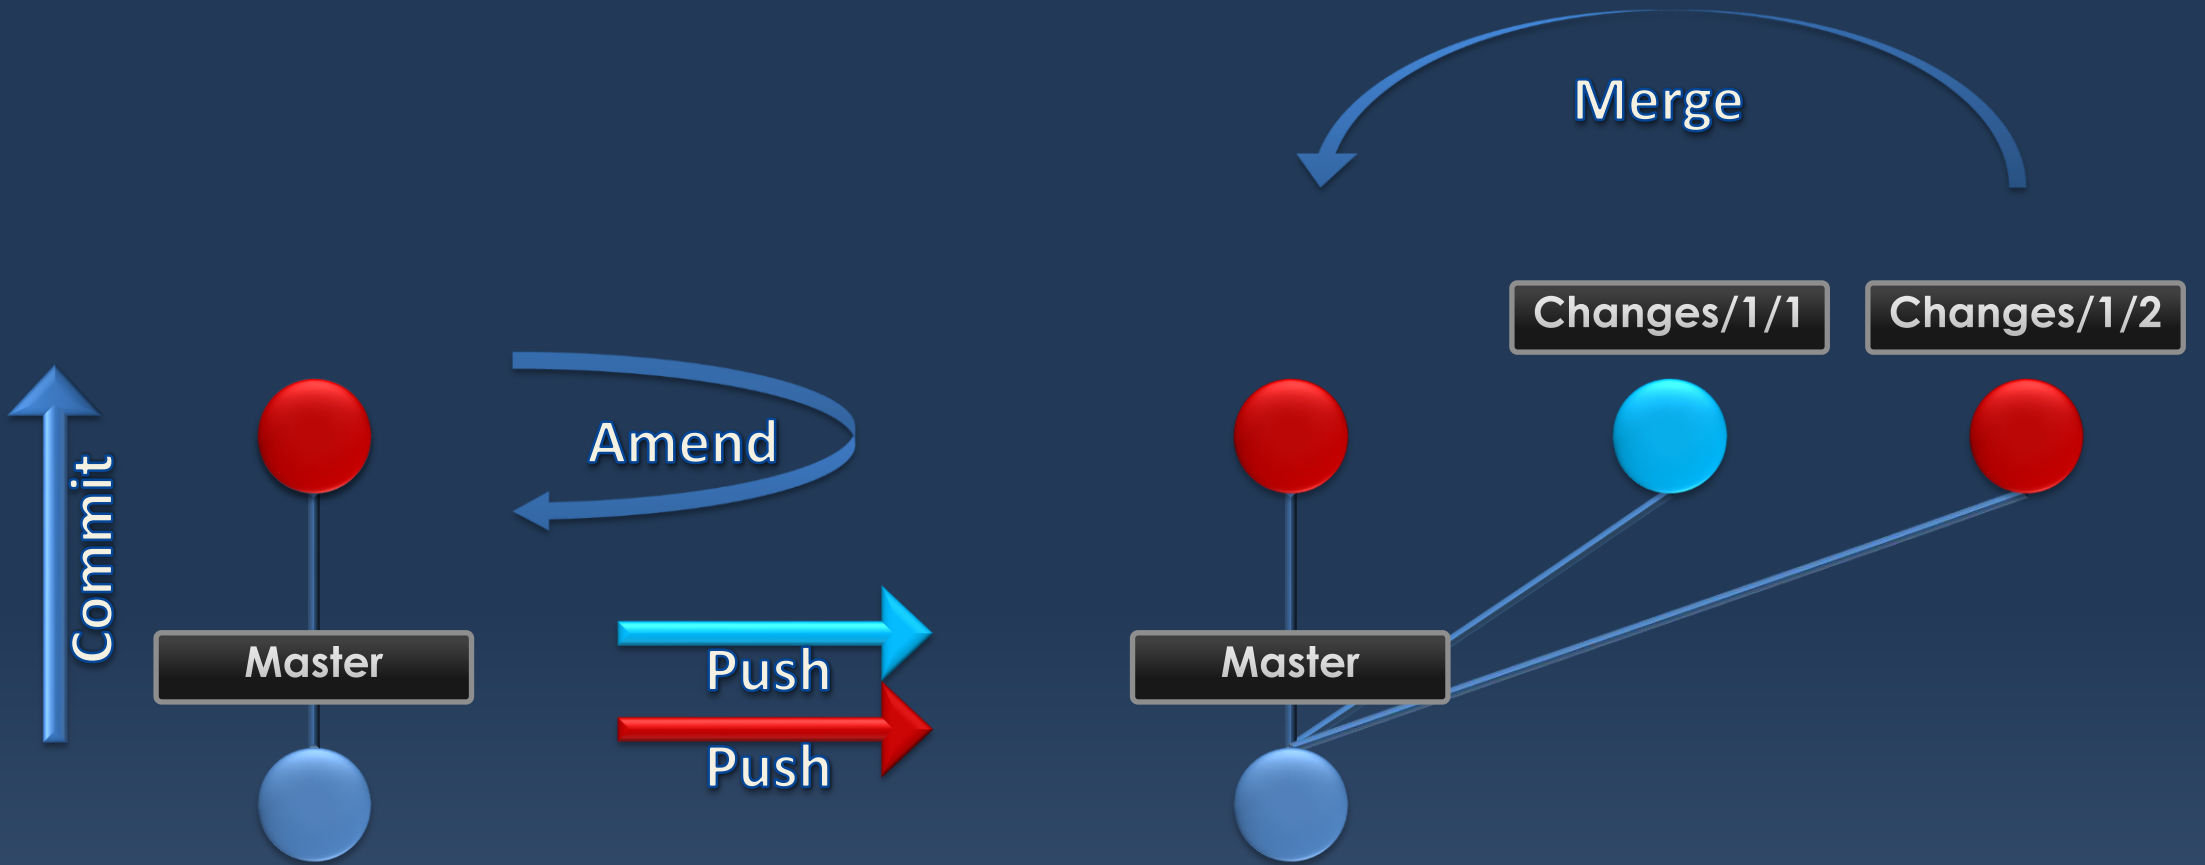 Merge
Changes/1/1
Changes/1/2
Commit
Amend
Master
Push
Push
Master